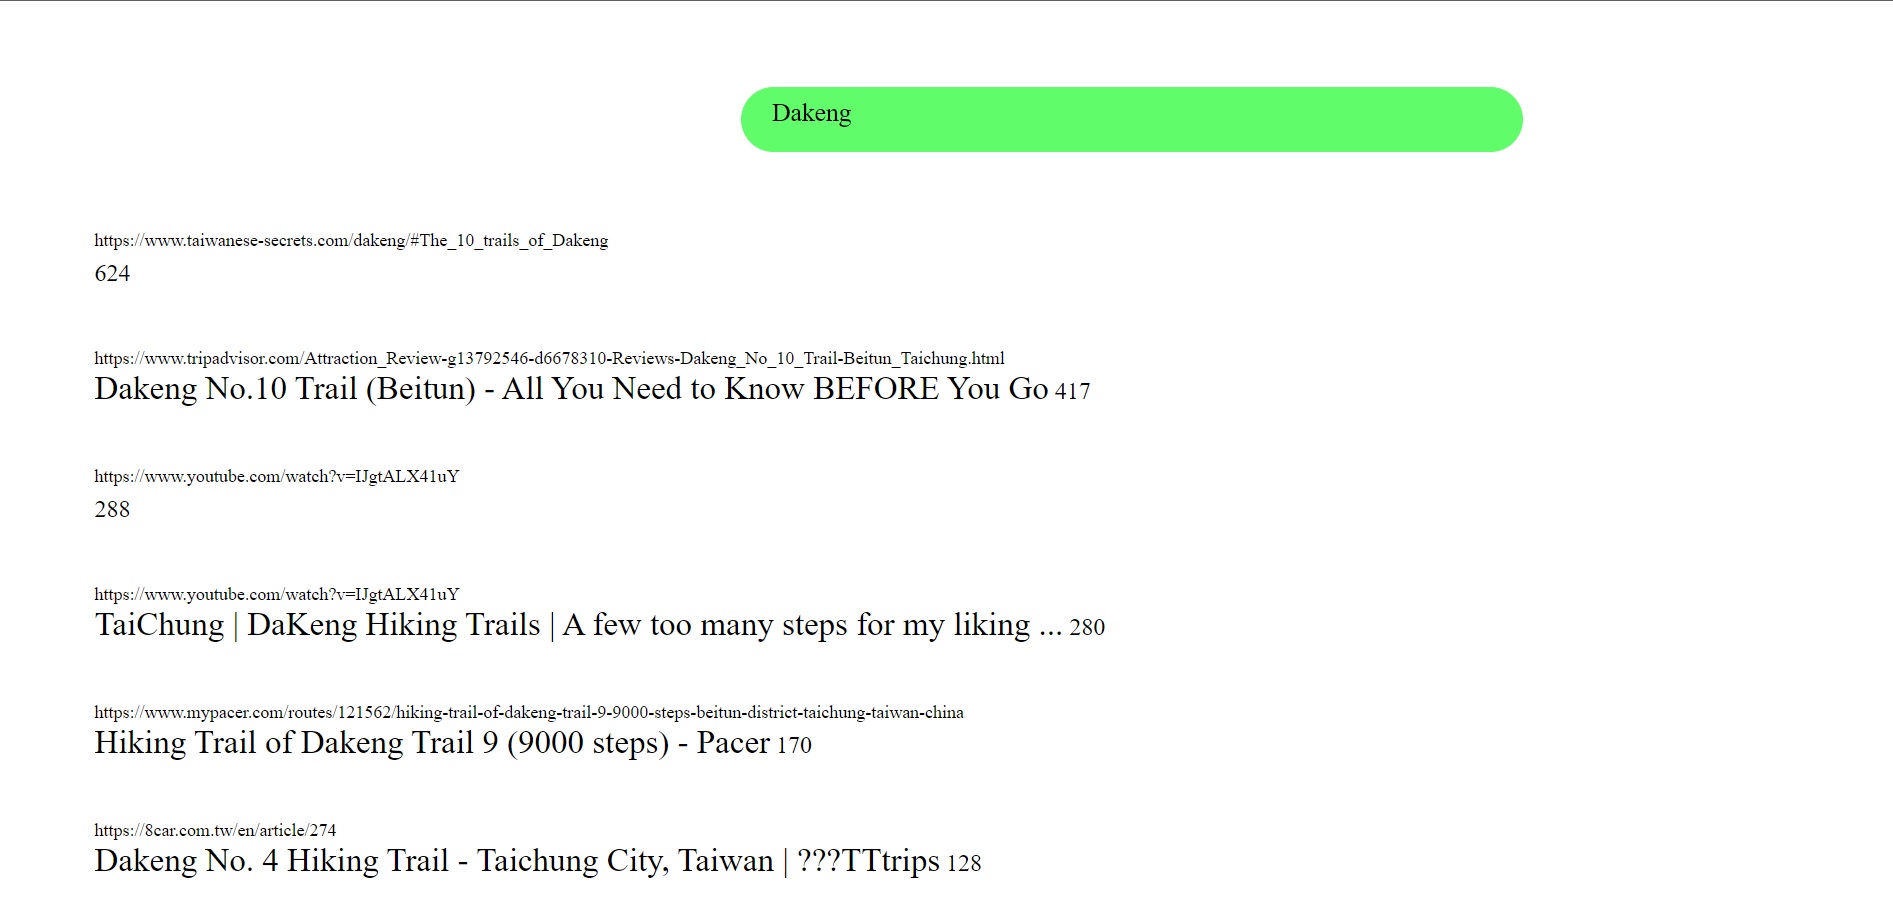 Dakeng
https://www.taiwanese-secrets.com/dakeng/#The_10_trails_of_Dakeng
624
https://www.tripadvisor.com/Attraction_Review-g13792546-d6678310-Reviews-Dakeng_No_10_Trail-Beitun_Taichung.html
Dakeng No.10 Trail (Beitun) - All You Need to Know BEFORE You Go 417
https://www.youtube.com/watch?v=IJgtALX41uY
288
https://www.youtube.com/watch?v=IJgtALX41uY
TaiChung | DaKeng Hiking Trails | A few too many steps for my liking ... 280
https://www.mypacer.com/routes/121562/hiking-trail-of-dakeng-trail-9-9000-steps-beitun-district-taichung-taiwan-china
Hiking Trail of Dakeng Trail 9 (9000 steps) - Pacer 170
https://8car.com.tw/en/article/274
Dakeng No. 4 Hiking Trail - Taichung City, Taiwan | ???TTtrips 128